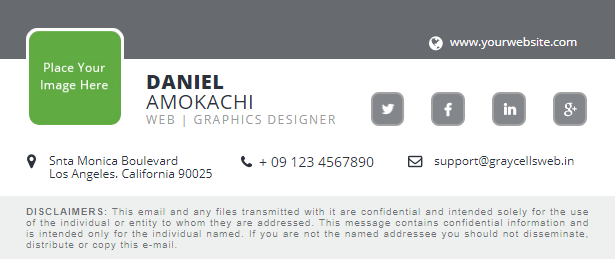 www.yourwebsite.com
Place Your
Image Here
DANIEL
AMOKACHI
WEB | GRAPHICS DESIGNER
f
in
g+
Snta Monica Boulevard
Los Angeles. California 90025
+ 09 123 4567890
support@graycellsweb.in
DISCLAIMERS: This email and any files transmitted with it are confidential and intended solely for the use
of the individual or entity to whom they are addressed. This message contains confidential information and
is intended only for the individual named. If you are not the named addressee you should not disseminate,
distribute or copy this e-mail.